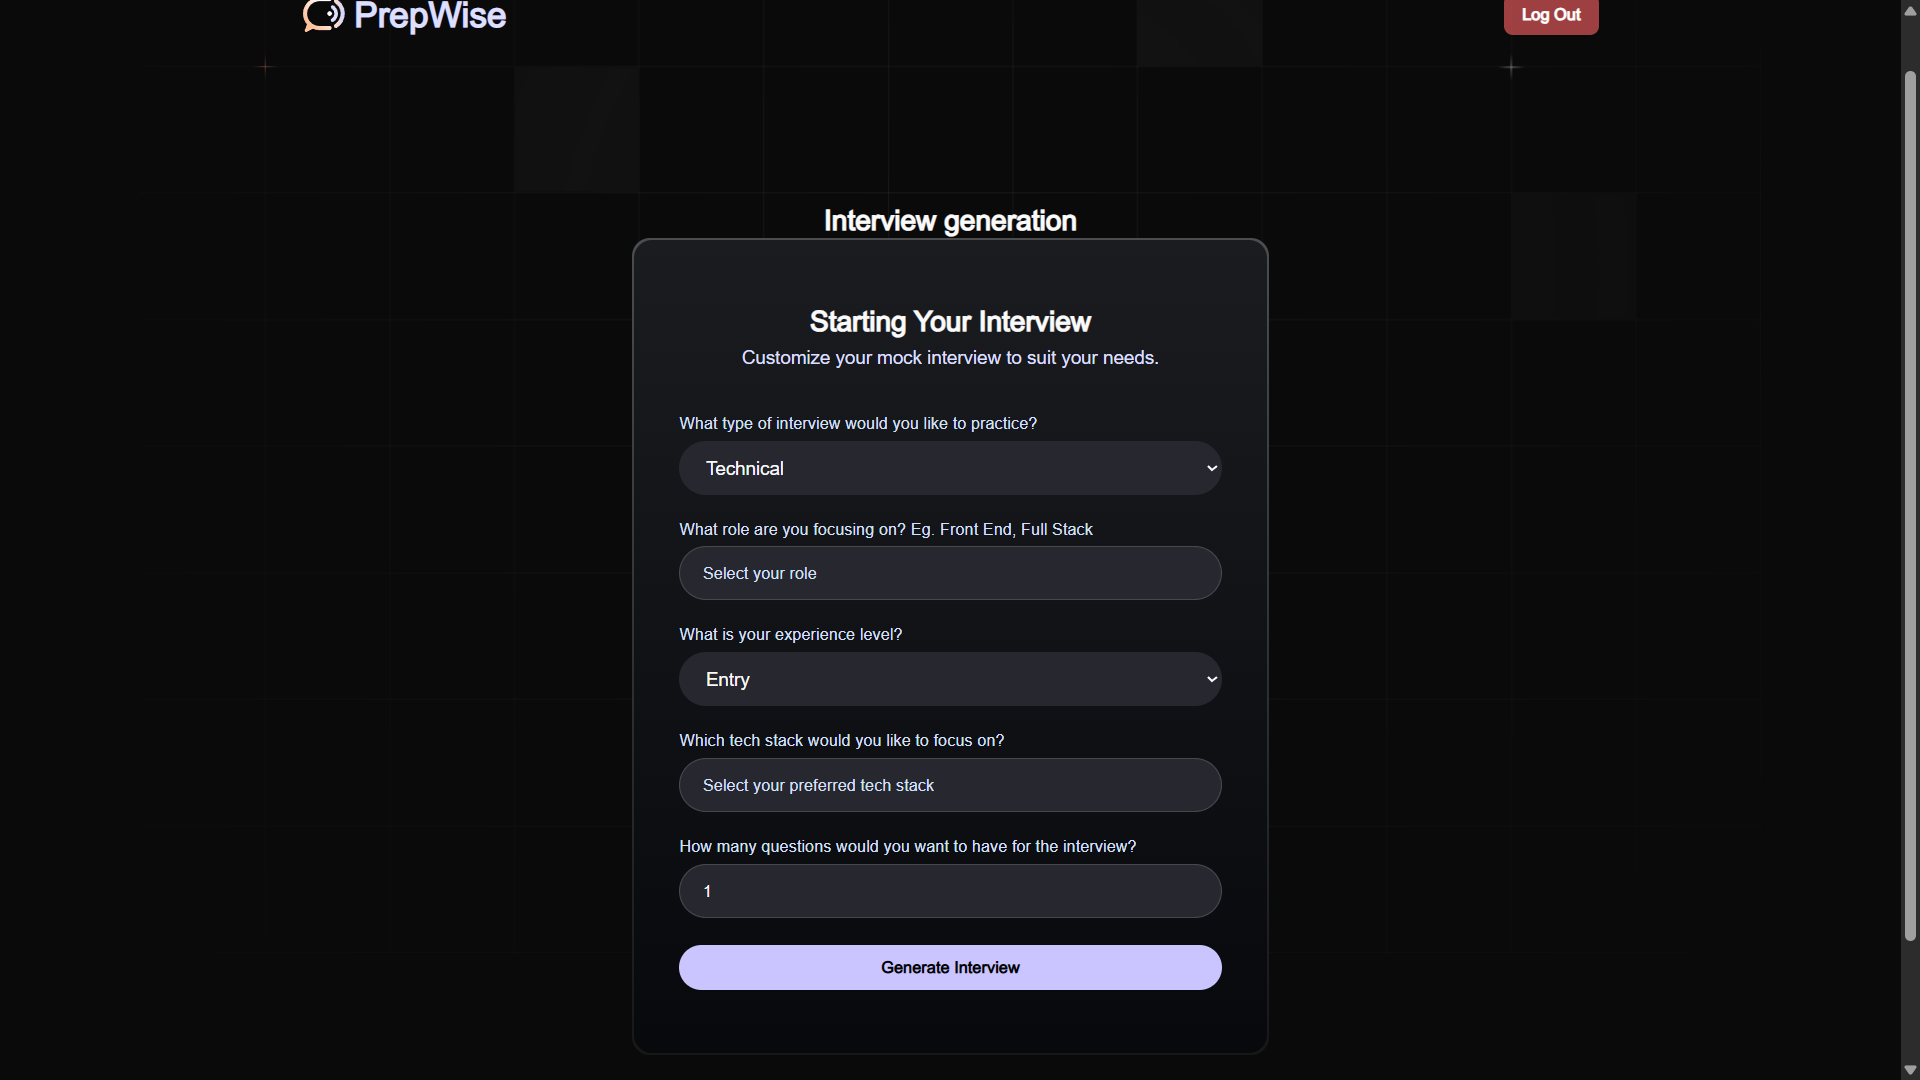 PrepWise
Log Out
Interview generation
Starting Your Interview
Customize your mock interview to suit your needs.
What type of interview would you like to practice?
Technical
What role are you focusing on? Eg. Front End, Full Stack
Select your role
What is your experience level?
Entry
Which tech stack would you like to focus on?
Select your preferred tech stack
How many questions would you want to have for the interview?
1
Generate Interview